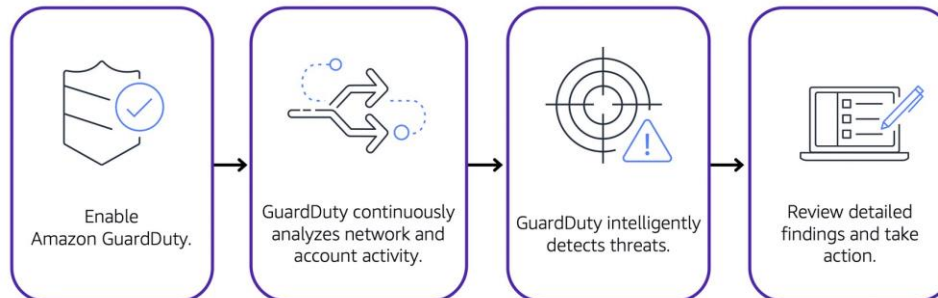 Enable
Amazon GuardDuty.
GuardDuty continuously
analyzes network and
account activity.
GuardDuty intelligently
detects threats.
Review detailed
findings and take
action.